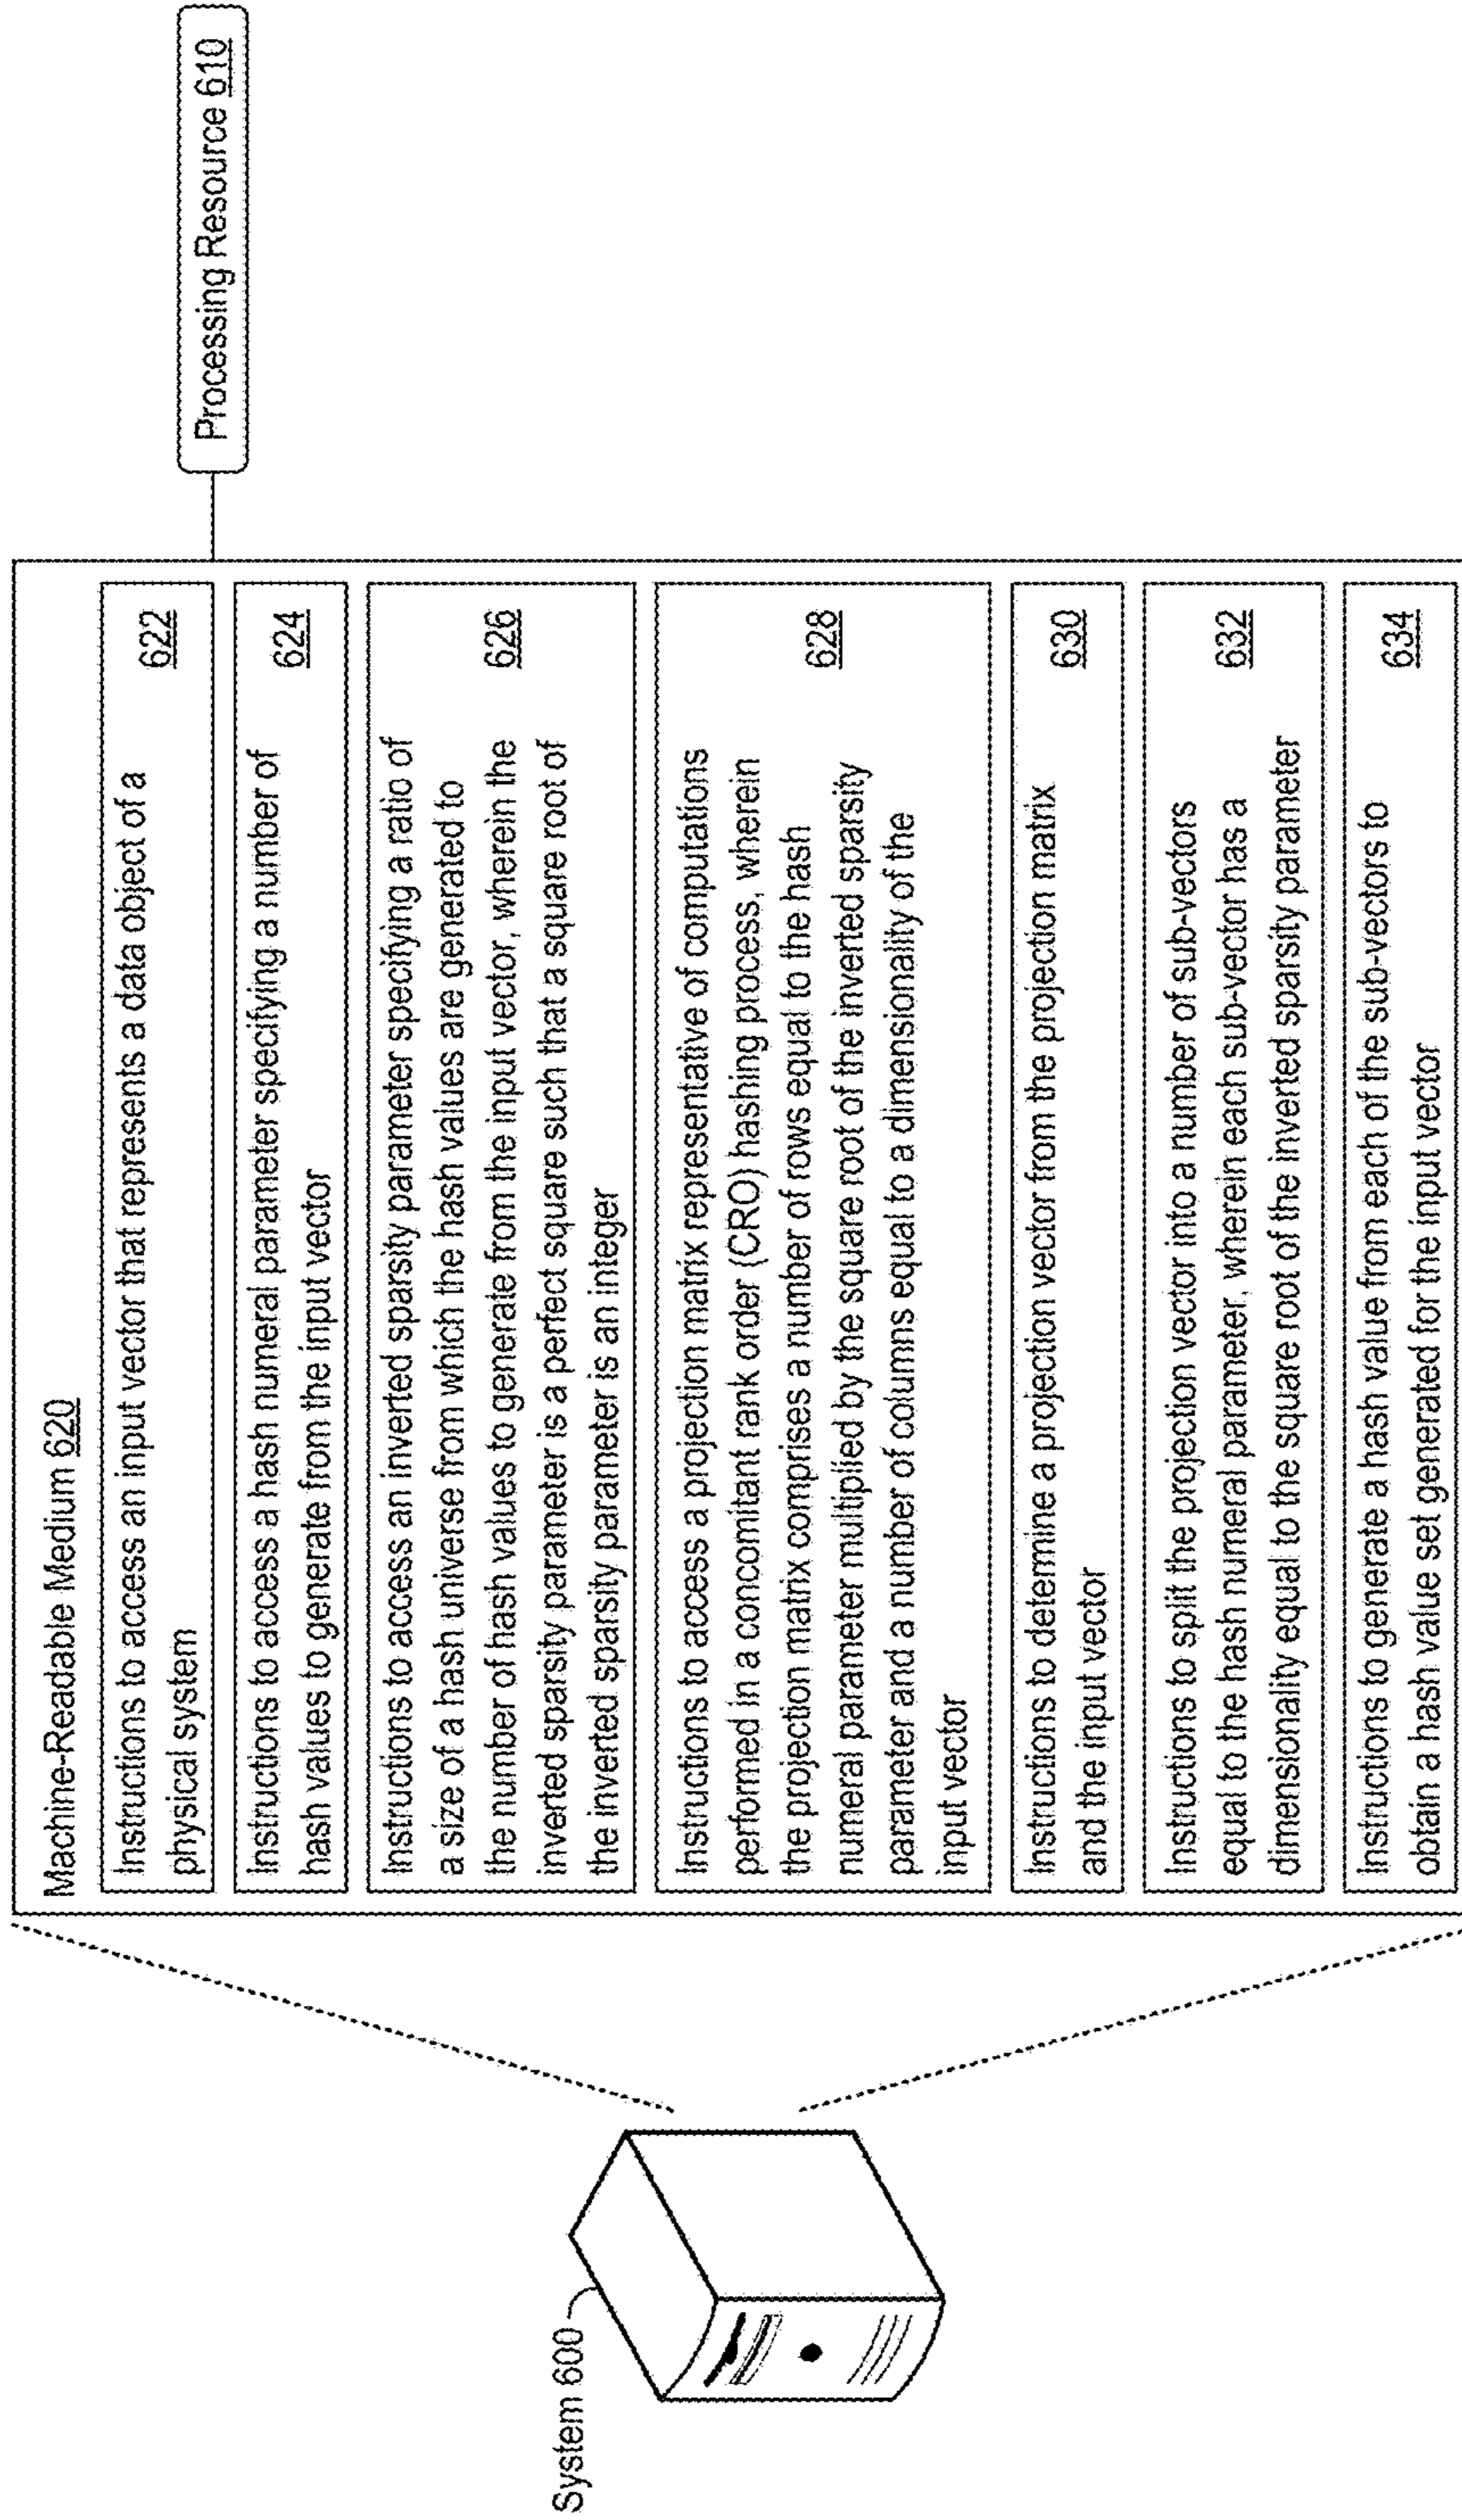 System 600
Machine-Readable Medium 620
Instructions to access an input vector that represents a data object of a
physical system
622
Instructions to access a hash numeral parameter specifying a number of
hash values to generate from the input vector
624
Instructions to access an inverted sparsity parameter specifying a ratio of
a size of a hash universe from which the hash values are generated to
the number of hash values to generate from the input vector, wherein the
inverted sparsity parameter is a perfect square such that a square root of
the inverted sparsity parameter is an integer
626
Instructions to access a projection matrix representative of computations
performed in a concomitant rank order (CRO) hashing process, wherein
the projection matrix comprises a number of rows equal to the hash
numeral parameter multiplied by the square root of the inverted sparsity
parameter and a number of columns equal to a dimensionality of the
input vector
628
Instructions to determine a projection vector from the projection matrix
and the input vector
630
Instructions to split the projection vector into a number of sub-vectors
equal to the hash numeral parameter, wherein each sub-vector has a
dimensionality equal to the square root of the inverted sparsity parameter
632
Instructions to generate a hash value from each of the sub-vectors to
obtain a hash value set generated for the input vector
634
Processing Resource 610